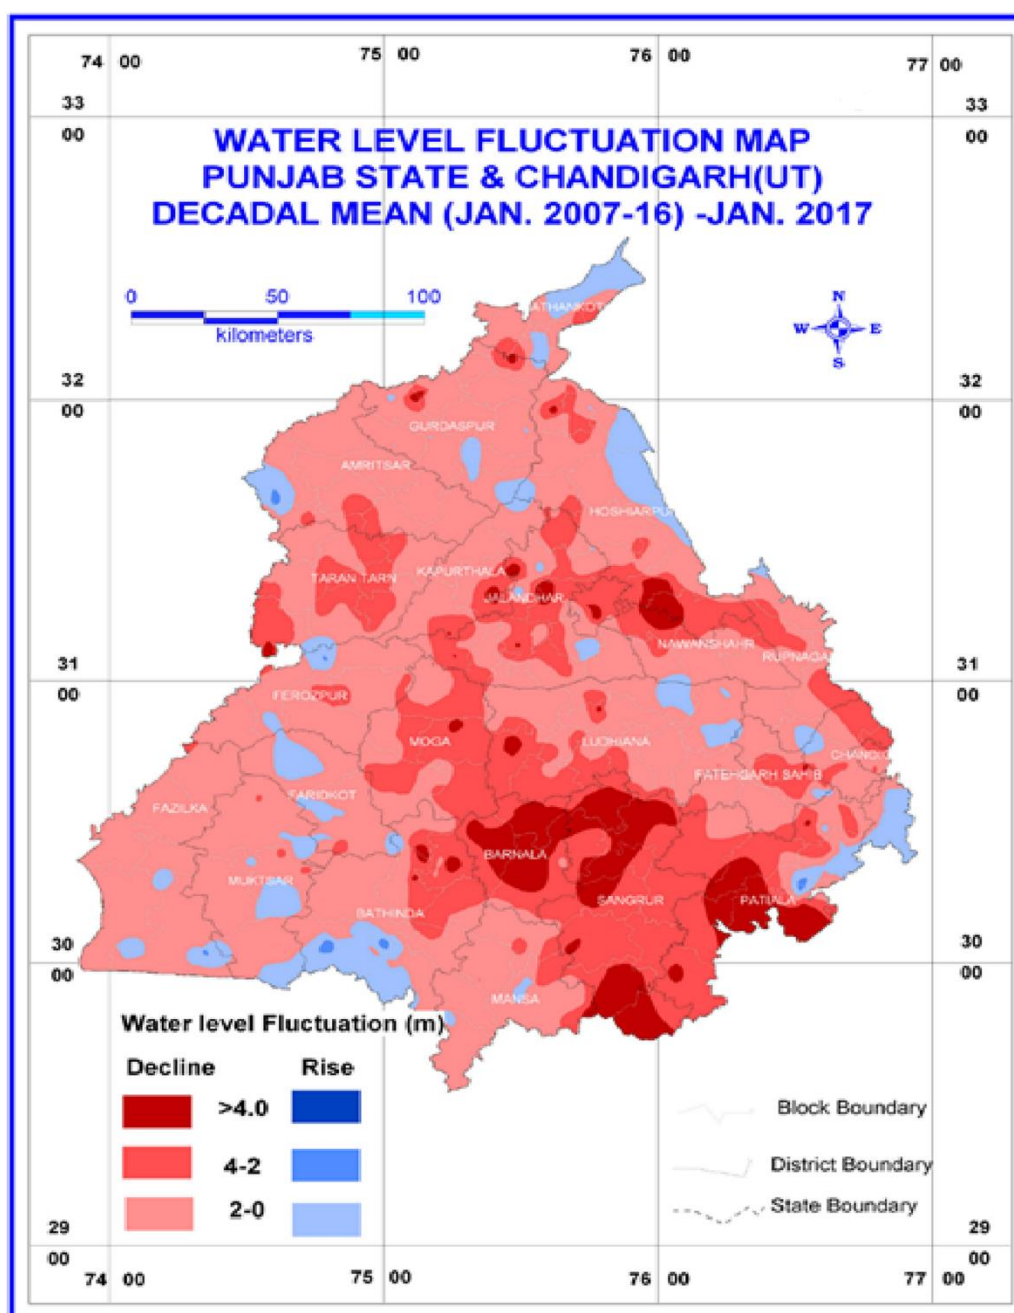 74 00
75 00
76 00
77 00
33 00
33 00
WATER LEVEL FLUCTUATION MAP
PUNJAB STATE & CHANDIGARH(UT)
DECADAL MEAN (JAN. 2007-16) -JAN. 2017
0 50 100
kilometers
N
W E
S
PATHANKOT
32 00
32 00
GURDASPUR
AMRITSAR
HOSHIARPUR
KAPURTHALA
TARAN TARN
JALANDHAR
NAWANSHAHR
RUPNAGAR
31 00
31 00
FEROZPUR
MOGA
LUDHIANA
FATEHGARH SAHIB
FARIDKOT
FAZILKA
BARNALA
MUKTSAR
SANGRUR
PATIALA
BATHINDA
30 00
30 00
MANSA
Water level Fluctuation (m)
Decline Rise
>4.0
4-2
2-0
Block Boundary
District Boundary
State Boundary
29 00
29 00
74 00
75 00
76 00
77 00